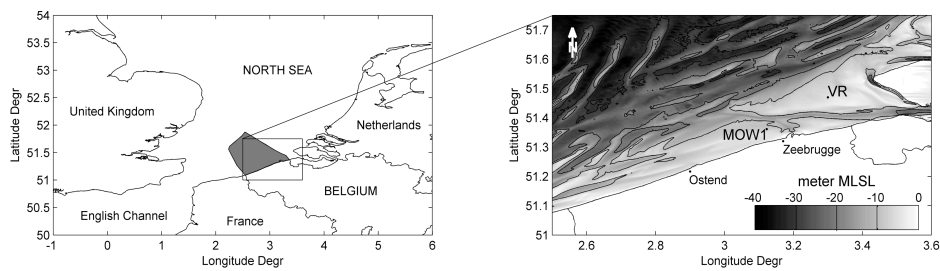 54
53.5
53
52.5
52
51.5
51
50.5
50
Latitude Degr
NORTH SEA
United Kingdom
Netherlands
BELGIUM
English Channel
France
-1 0 1 2 3 4 5 6
Longitude Degr
51.7
51.6
51.5
51.4
51.3
51.2
51.1
51
Latitude Degr
N
VR
MOW1
Zeebrugge
Ostend
meter MLSL
-40 -30 -20 -10 0
2.6 2.8 3 3.2 3.4 3.6
Longitude Degr